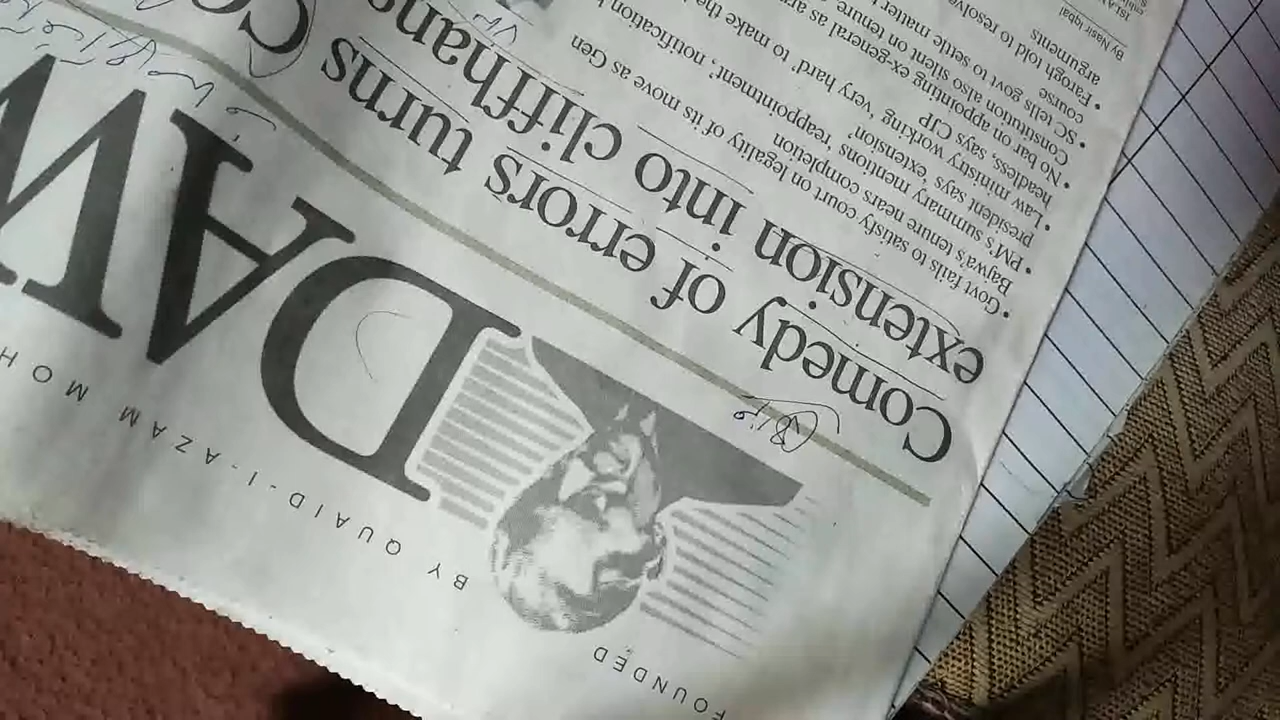 FOUNDED BY QUAID-I-AZAM MOH
DAW
Comedy of errors turns
extension into cliffhan
• Govt fails to satisfy court on legality of its move as Gen
Bajwa's tenure nears completion
• PM's summary mentions 'reappointment', notification
president says 'extension'
• Law ministry working 'very hard' to make the
headless, says CJP
• No bar on appointing ex-general as
Constitution also silent on tenure
• SC tells govt to settle matter
course
• Farogh told to resolve
arguments
By Nasir Iqbal